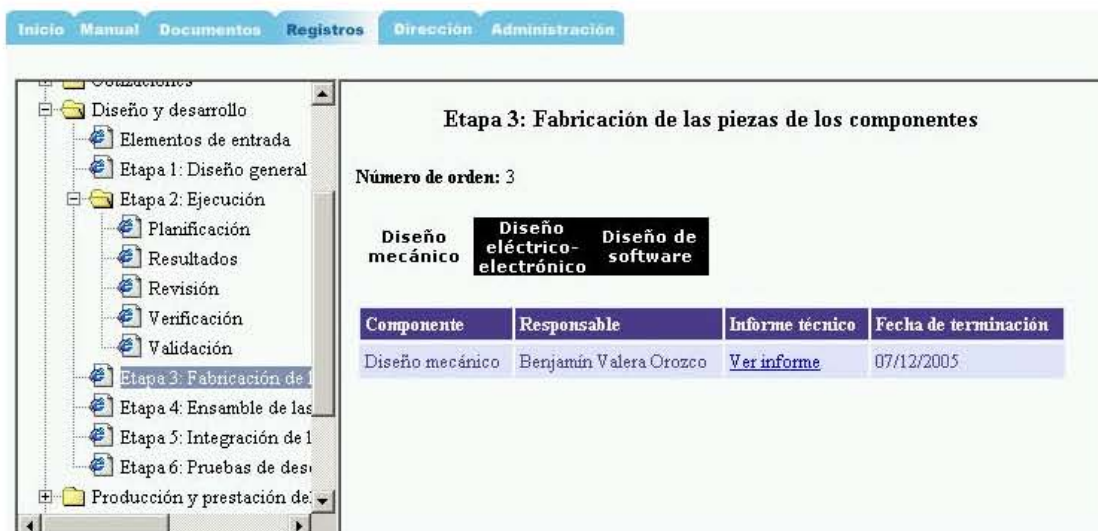 Inicio Manual Documentos Registros Dirección Administración
Cotizaciones
Diseño y desarrollo
Elementos de entrada
Etapa 1: Diseño general
Etapa 2: Ejecución
Planificación
Resultados
Revisión
Verificación
Validación
Etapa 3: Fabricación de l
Etapa 4: Ensamble de las
Etapa 5: Integración de l
Etapa 6: Pruebas de des
Producción y prestación de
Etapa 3: Fabricación de las piezas de los componentes
Número de orden: 3
Diseño mecánico
Diseño eléctrico-electrónico
Diseño de software
Componente Responsable Informe técnico Fecha de terminación
Diseño mecánico Benjamín Valera Orozco Ver informe 07/12/2005